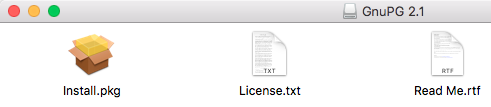 GnuPG 2.1
TXT
RTF
Install.pkg
License.txt
Read Me.rtf